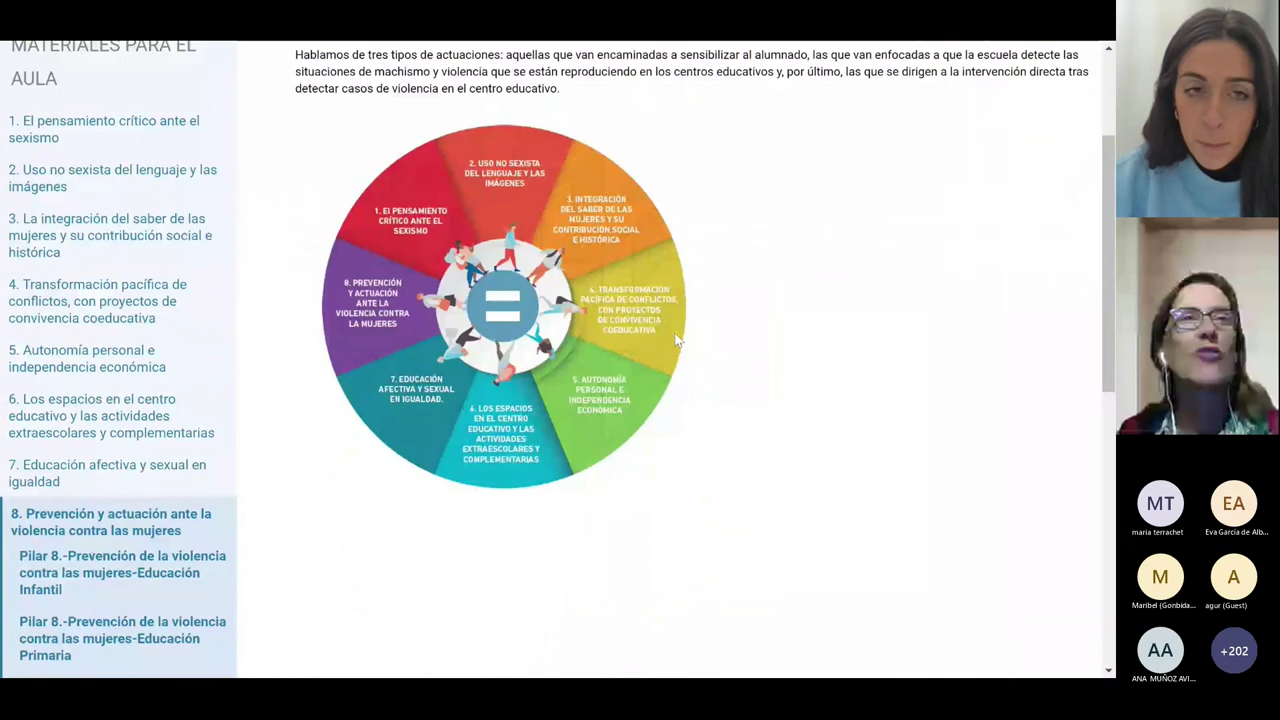 MATERIALES PARA EL
AULA
1. El pensamiento crítico ante el
sexismo
2. Uso no sexista del lenguaje y las
imágenes
3. La integración del saber de las
mujeres y su contribución social e
histórica
4. Transformación pacífica de
conflictos, con proyectos de
convivencia coeducativa
5. Autonomía personal e
independencia económica
6. Los espacios en el centro
educativo y las actividades
extraescolares y complementarias
7. Educación afectiva y sexual en
igualdad
8. Prevención y actuación ante la
violencia contra las mujeres
Pilar 8.-Prevención de la violencia
contra las mujeres-Educación
Infantil
Pilar 8.-Prevención de la violencia
contra las mujeres-Educación
Primaria
Hablamos de tres tipos de actuaciones: aquellas que van encaminadas a sensibilizar al alumnado, las que van enfocadas a que la escuela detecte las
situaciones de machismo y violencia que se están reproduciendo en los centros educativos y, por último, las que se dirigen a la intervención directa tras
detectar casos de violencia en el centro educativo.
1. El PENSAMIENTO
CRÍTICO ANTE EL
SEXISMO
2. USO NO SEXISTA
DEL LENGUAJE Y LAS
IMÁGENES
3. INTEGRACIÓN
DEL SABER DE LAS
MUJERES Y SU
CONTRIBUCIÓN SOCIAL
E HISTÓRICA
4. TRANSFORMACIÓN
PACÍFICA DE CONFLICTOS,
CON PROYECTOS
DE CONVIVENCIA
COEDUCATIVA
5. AUTONOMÍA
PERSONAL E
INDEPENDENCIA
ECONÓMICA
6. LOS ESPACIOS
EN EL CENTRO
EDUCATIVO Y LAS
ACTIVIDADES
EXTRAESCOLARES Y
COMPLEMENTARIAS
7. EDUCACIÓN
AFECTIVA Y SEXUAL
EN IGUALDAD.
8. PREVENCIÓN
Y ACTUACIÓN
ANTE LA
VIOLENCIA CONTRA
LA MUJERES
=
MT
maria terrachet
EA
Eva García de Alb...
M
Maribel (Gonbida...
A
agur (Guest)
AA
ANA MUÑOZ AVI...
+202